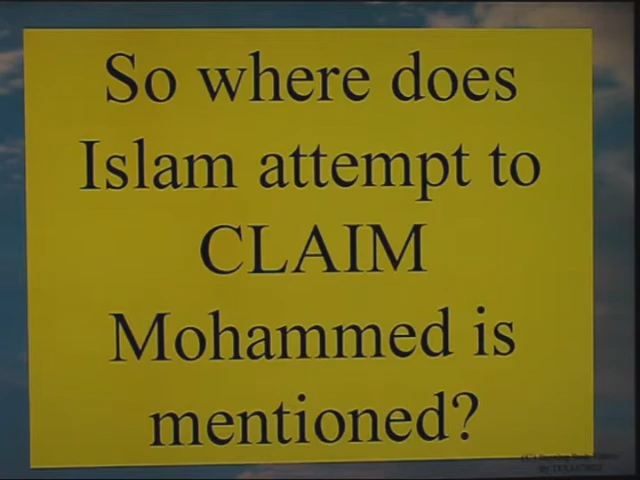 So where does
Islam attempt to
CLAIM
Mohammed is
mentioned?